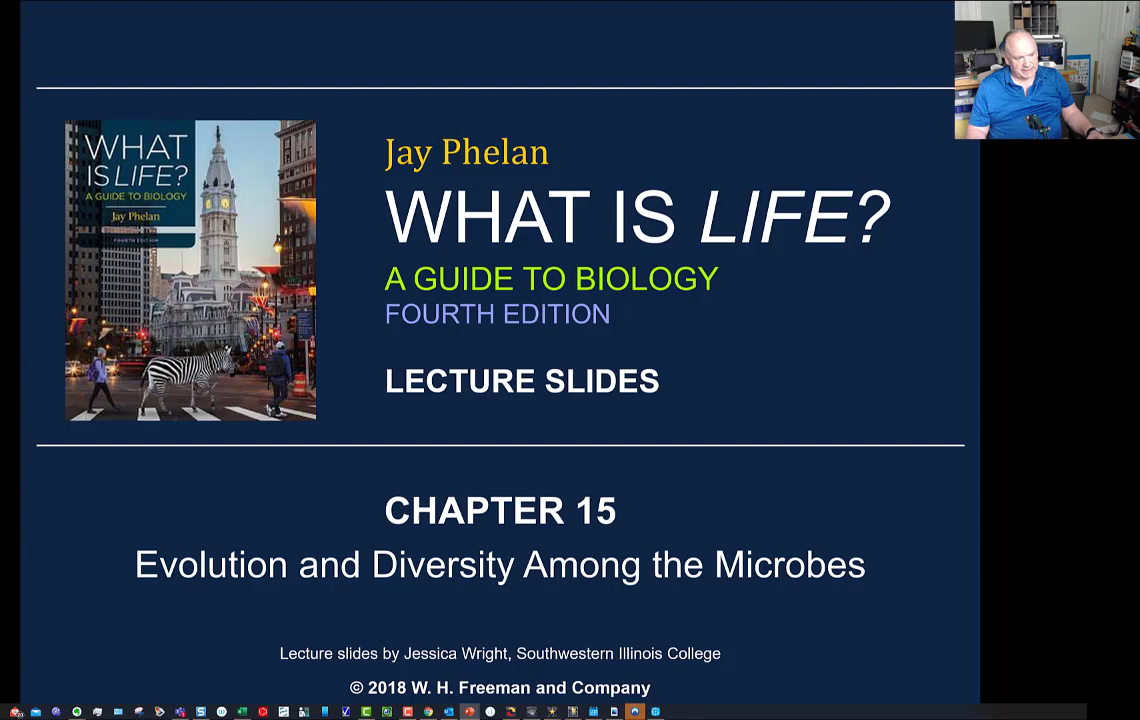 WHAT
IS LIFE?
A GUIDE TO BIOLOGY
Jay Phelan
FOURTH EDITION
Jay Phelan
WHAT IS LIFE?
A GUIDE TO BIOLOGY
FOURTH EDITION
LECTURE SLIDES
CHAPTER 15
Evolution and Diversity Among the Microbes
Lecture slides by Jessica Wright, Southwestern Illinois College
© 2018 W. H. Freeman and Company